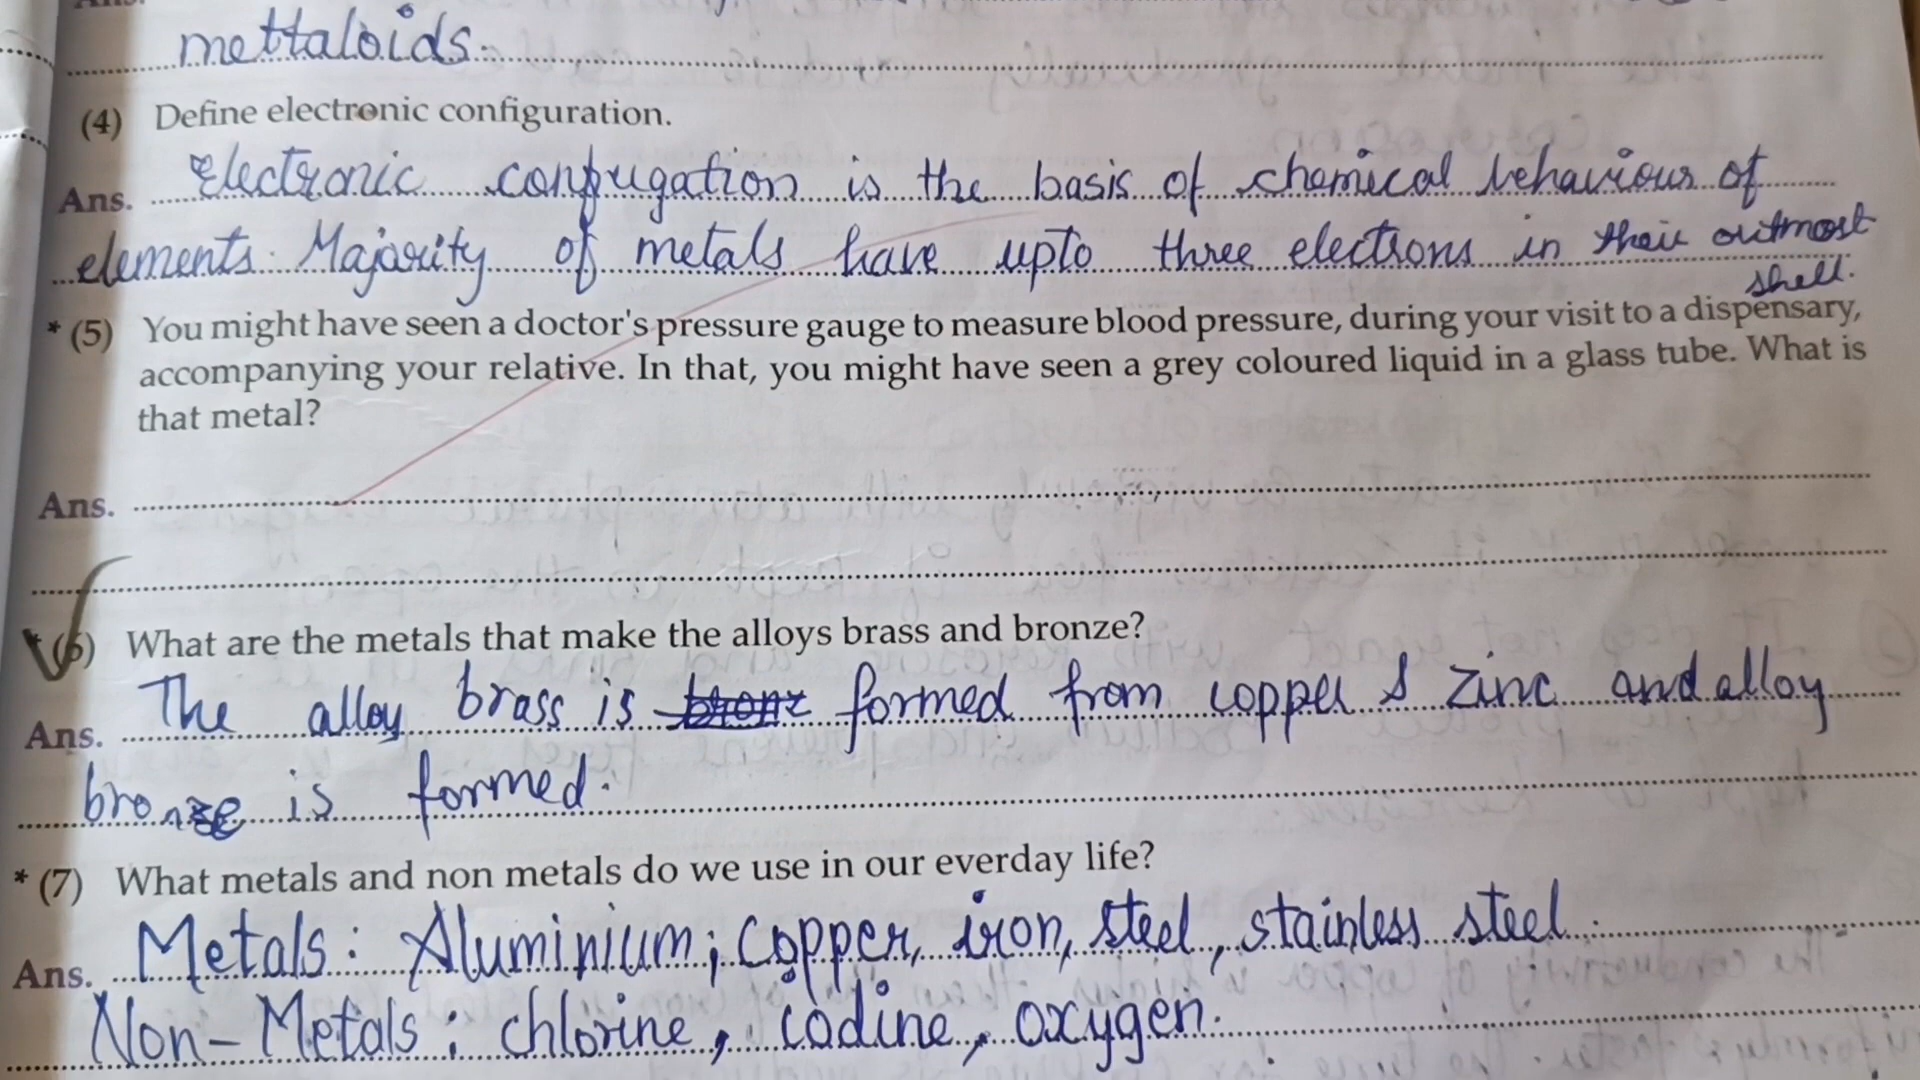 mettaloids.
(4) Define electronic configuration.
Ans. Electronic confugation is the basis of chemical behaviour of
elements. Majority of metals have upto three electrons in their outmost
shell.
* (5) You might have seen a doctor's pressure gauge to measure blood pressure, during your visit to a dispensary,
accompanying your relative. In that, you might have seen a grey coloured liquid in a glass tube. What is
that metal?
Ans.
* (6) What are the metals that make the alloys brass and bronze?
Ans. The alloy brass is formed from copper & zinc and alloy
bronze is formed.
* (7) What metals and non metals do we use in our everday life?
Ans. Metals: Aluminium; Copper, iron, steel, stainless steel.
Non-Metals: chlorine, iodine, oxygen.